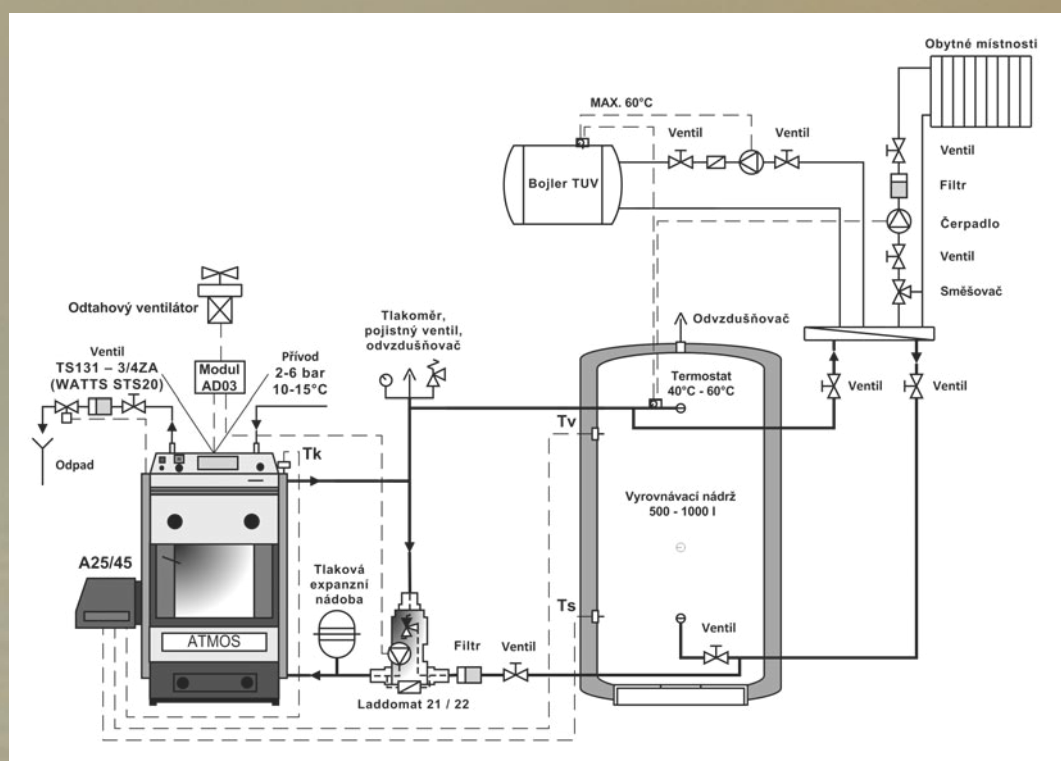 Obytné místnosti
MAX. 60°C
Ventil
Ventil
Ventil
Bojler TUV
Filtr
Čerpadlo
Ventil
Směšovač
Odtahový ventilátor
Tlakoměr,
pojistný ventil,
odvzdušňovač
Odvzdušňovač
Ventil
TS131 – 3/4ZA
(WATTS STS20)
Modul
AD03
Přívod
2-6 bar
10-15°C
Termostat
40°C - 60°C
Ventil
Ventil
Tv
Tk
Odpad
Vyrovnávací nádrž
500 - 1000 l
A25/45
Tlaková
expanzní
nádoba
Ts
Ventil
ATMOS
Filtr
Ventil
Laddomat 21 / 22